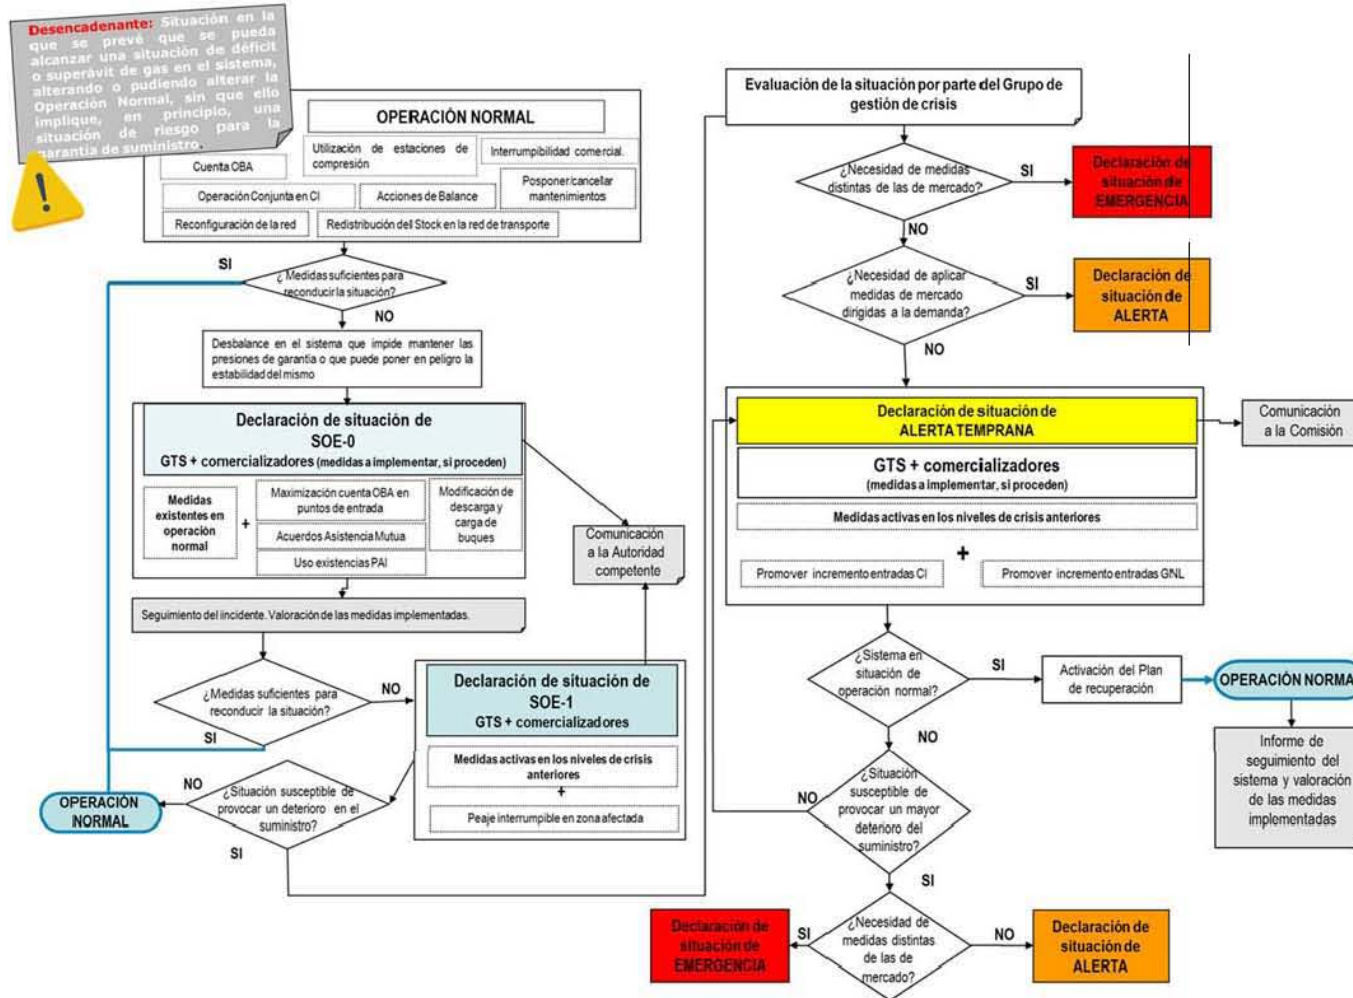 Desencadenante: Situación en la
que se prevé que se pueda
alcanzar una situación de déficit
o superávit de gas en el sistema,
alterando o pudiendo alterar la
Operación Normal, sin que ello
implique, en principio, una
situación de riesgo para la
garantía de suministro.
OPERACIÓN NORMAL
Cuenta OBA
Utilización de estaciones de
compresión
Interrumpibilidad comercial.
Operación Conjunta en CI
Acciones de Balance
Posponer/cancelar
mantenimientos
Reconfiguración de la red
Redistribución del Stock en la red de transporte
SI
¿Medidas suficientes para
reconducir la situación?
NO
Desbalance en el sistema que impide mantener las
presiones de garantía o que puede poner en peligro la
estabilidad del mismo
Declaración de situación de
SOE-0
GTS + comercializadores (medidas a implementar, si proceden)
Medidas
existentes en
operación
normal
+
Maximización cuenta OBA en
puntos de entrada
Acuerdos Asistencia Mutua
Uso existencias PAI
Modificación de
descarga y
carga de
buques
Comunicación
a la Autoridad
competente
Seguimiento del incidente. Valoración de las medidas implementadas.
¿Medidas suficientes para
reconducir la situación?
NO
SI
Declaración de situación de
SOE-1
GTS + comercializadores
Medidas activas en los niveles de crisis
anteriores
+
Peaje interrumpible en zona afectada
NO
¿Situación susceptible de
provocar un deterioro en el
suministro?
SI
OPERACIÓN
NORMAL
Evaluación de la situación por parte del Grupo de
gestión de crisis
¿Necesidad de medidas
distintas de las de mercado?
SI
Declaración de
situación de
EMERGENCIA
NO
¿Necesidad de aplicar
medidas de mercado
dirigidas a la demanda?
SI
Declaración de
situación de
ALERTA
NO
Declaración de situación de
ALERTA TEMPRANA
Comunicación
a la Comisión
GTS + comercializadores
(medidas a implementar, si proceden)
Medidas activas en los niveles de crisis anteriores
+
Promover incremento entradas CI
Promover incremento entradas GNL
¿Sistema en
situación de
operación normal?
SI
Activación del Plan
de recuperación
OPERACIÓN NORMA
NO
Informe de
seguimiento del
sistema y valoración
de las medidas
implementadas
¿Situación
susceptible de
provocar un mayor
deterioro del
suministro?
NO
SI
¿Necesidad de
medidas distintas
de las de
mercado?
SI
Declaración de
situación de
EMERGENCIA
NO
Declaración de
situación de
ALERTA